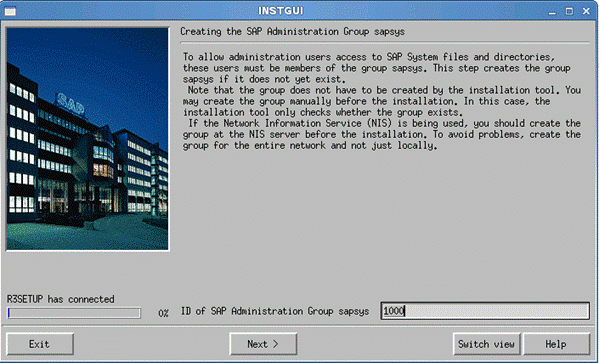 INSTGUI
Creating the SAP Administration Group sapsys
SAP
To allow administration users access to SAP System files and directories,
these users must be members of the group sapsys. This step creates the group
sapsys if it does not yet exist.
Note that the group does not have to be created by the installation tool. You
may create the group manually before the installation. In this case, the
installation tool only checks whether the group exists.
If the Network Information Service (NIS) is being used, you should create the
group at the NIS server before the installation. To avoid problems, create the
group for the entire network and not just locally.
R3SETUP has connected
0%
ID of SAP Administration Group sapsys
1000
Exit
Next >
Switch view
Help